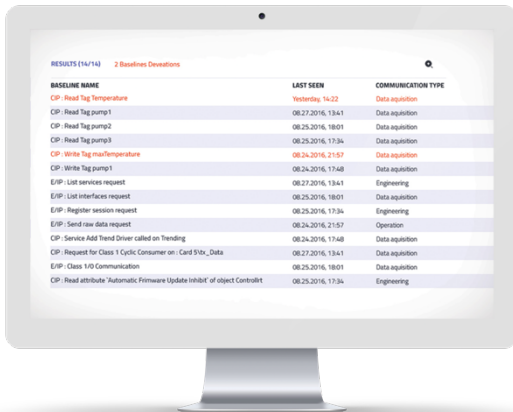 RESULTS (14/14) 2 Baselines Deveations
BASELINE NAME LAST SEEN COMMUNICATION TYPE
CIP : Read Tag Temperature Yesterday, 14:22 Data aquisition
CIP : Read Tag pump1 08.27.2016, 13:41 Data aquisition
CIP : Read Tag pump2 08.25.2016, 18:01 Data aquisition
CIP : Read Tag pump3 08.25.2016, 17:34 Data aquisition
CIP : Write Tag maxTemperature 08.24.2016, 21:57 Data aquisition
CIP : Write Tag pump1 08.24.2016, 17:48 Data aquisition
E/IP : List services request 08.27.2016, 13:41 Engineering
E/IP : List interfaces request 08.25.2016, 18:01 Data aquisition
E/IP : Register session request 08.25.2016, 17:34 Engineering
E/IP : Send raw data request 08.24.2016, 21:57 Operation
CIP : Service Add Trend Driver called on Trending 08.24.2016, 17:48 Data aquisition
CIP : Request for Class 1 Cyclic Consumer on : Card 5\tx_Data 08.27.2016, 13:41 Data aquisition
E/IP : Class 1/0 Communication 08.25.2016, 18:01 Data aquisition
CIP : Read attribute `Automatic Frimware Update Inhibit` of object Controllrt 08.25.2016, 17:34 Engineering